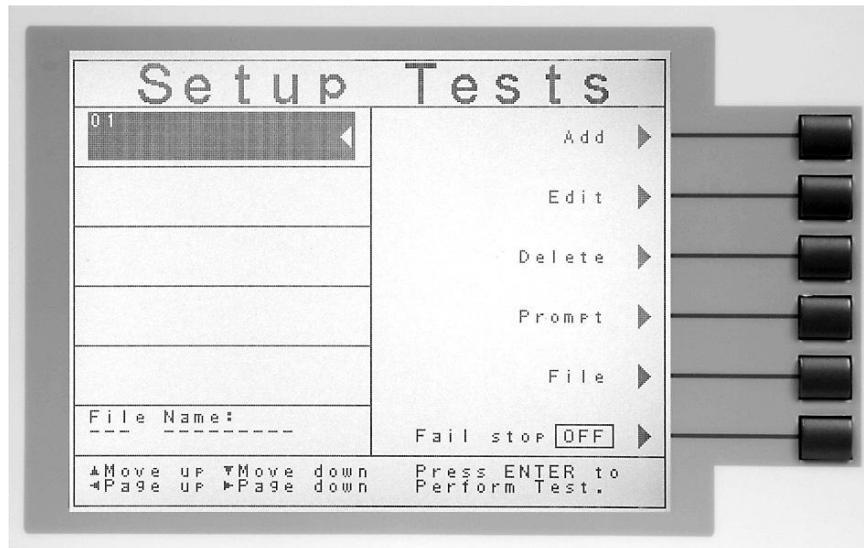 Setup Tests
01
Add
Edit
Delete
Prompt
File
File Name:
Fail stop OFF
▲Move up ▼Move down
◄Page up ►Page down
Press ENTER to
Perform Test.